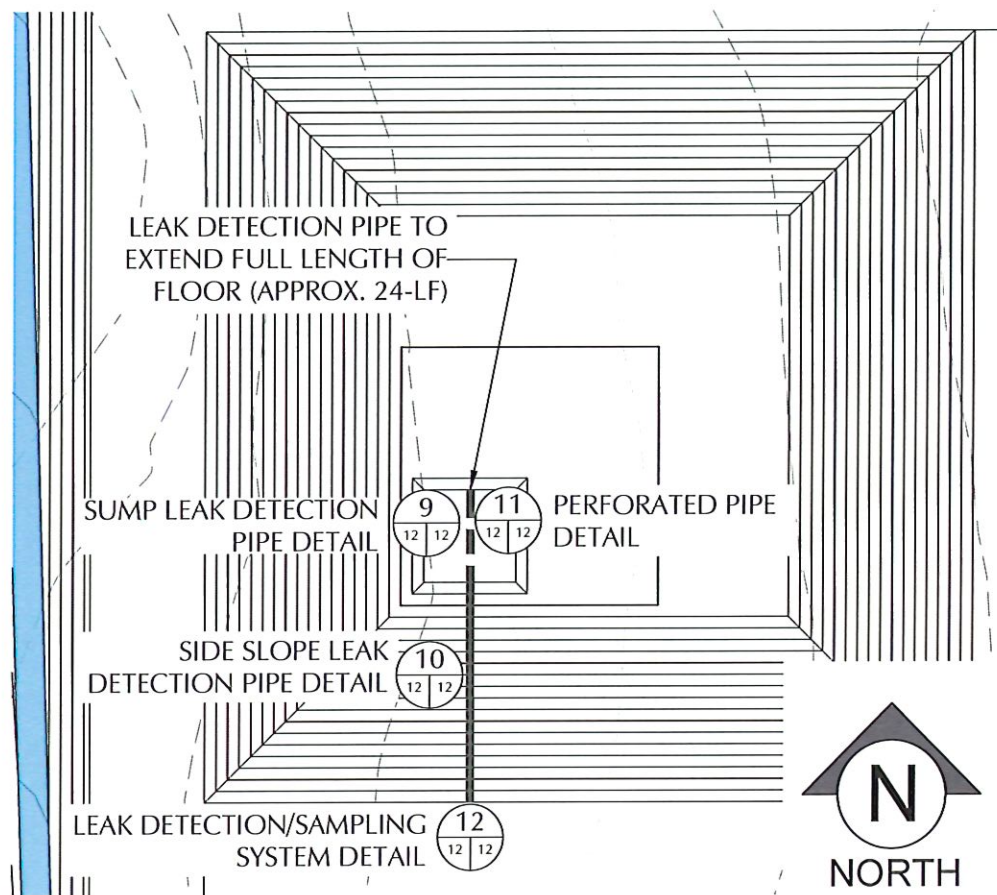 LEAK DETECTION PIPE TO
EXTEND FULL LENGTH OF
FLOOR (APPROX. 24-LF)
SUMP LEAK DETECTION
PIPE DETAIL
9
12 12
11
12 12
PERFORATED PIPE
DETAIL
SIDE SLOPE LEAK
DETECTION PIPE DETAIL
10
12 12
LEAK DETECTION/SAMPLING
SYSTEM DETAIL
12
12 12
N
NORTH